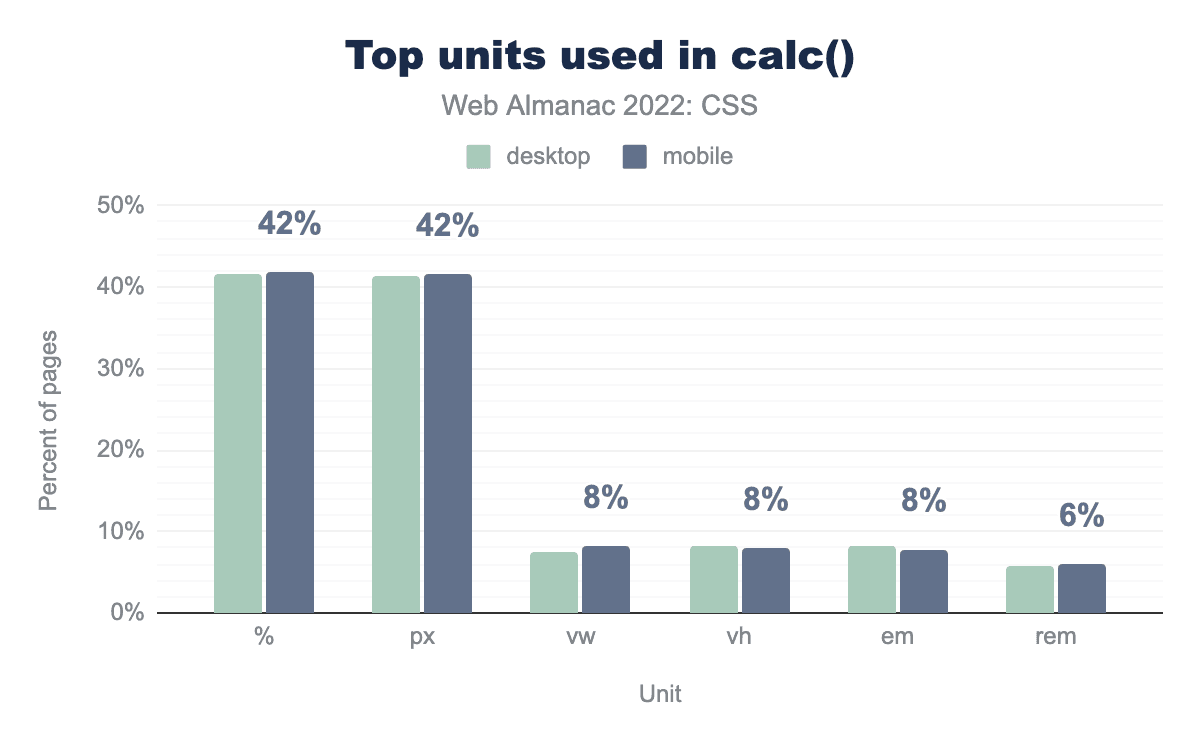 Top units used in calc()
Web Almanac 2022: CSS
desktop mobile
50%
40%
30%
20%
10%
0%
Percent of pages
42% 42% 8% 8% 8% 6%
% px vw vh em rem
Unit